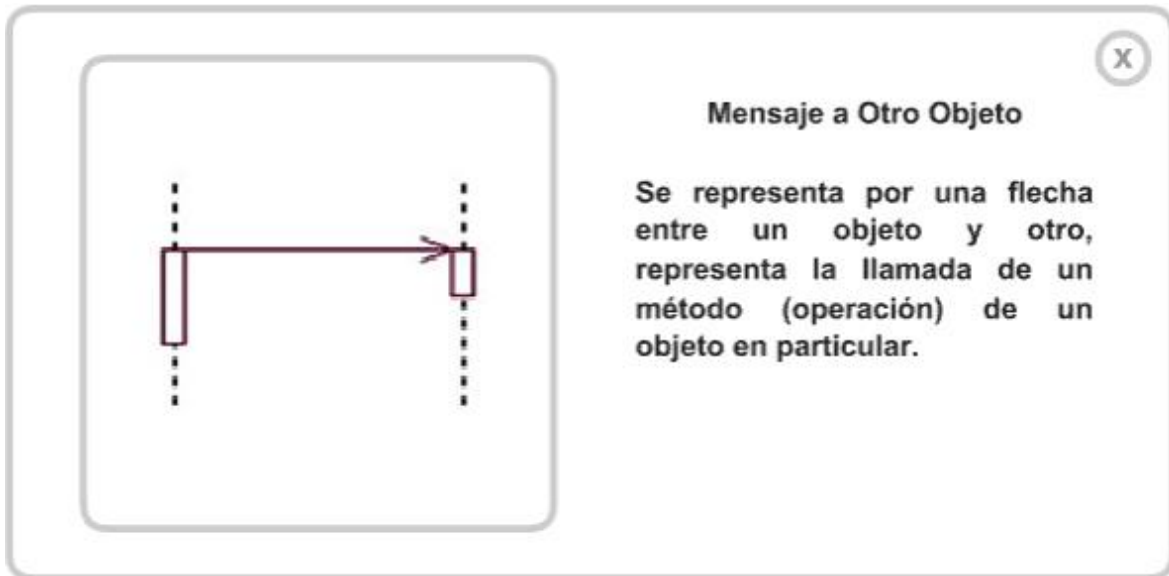 X
Mensaje a Otro Objeto
Se representa por una flecha
entre un objeto y otro,
representa la llamada de un
método (operación) de un
objeto en particular.